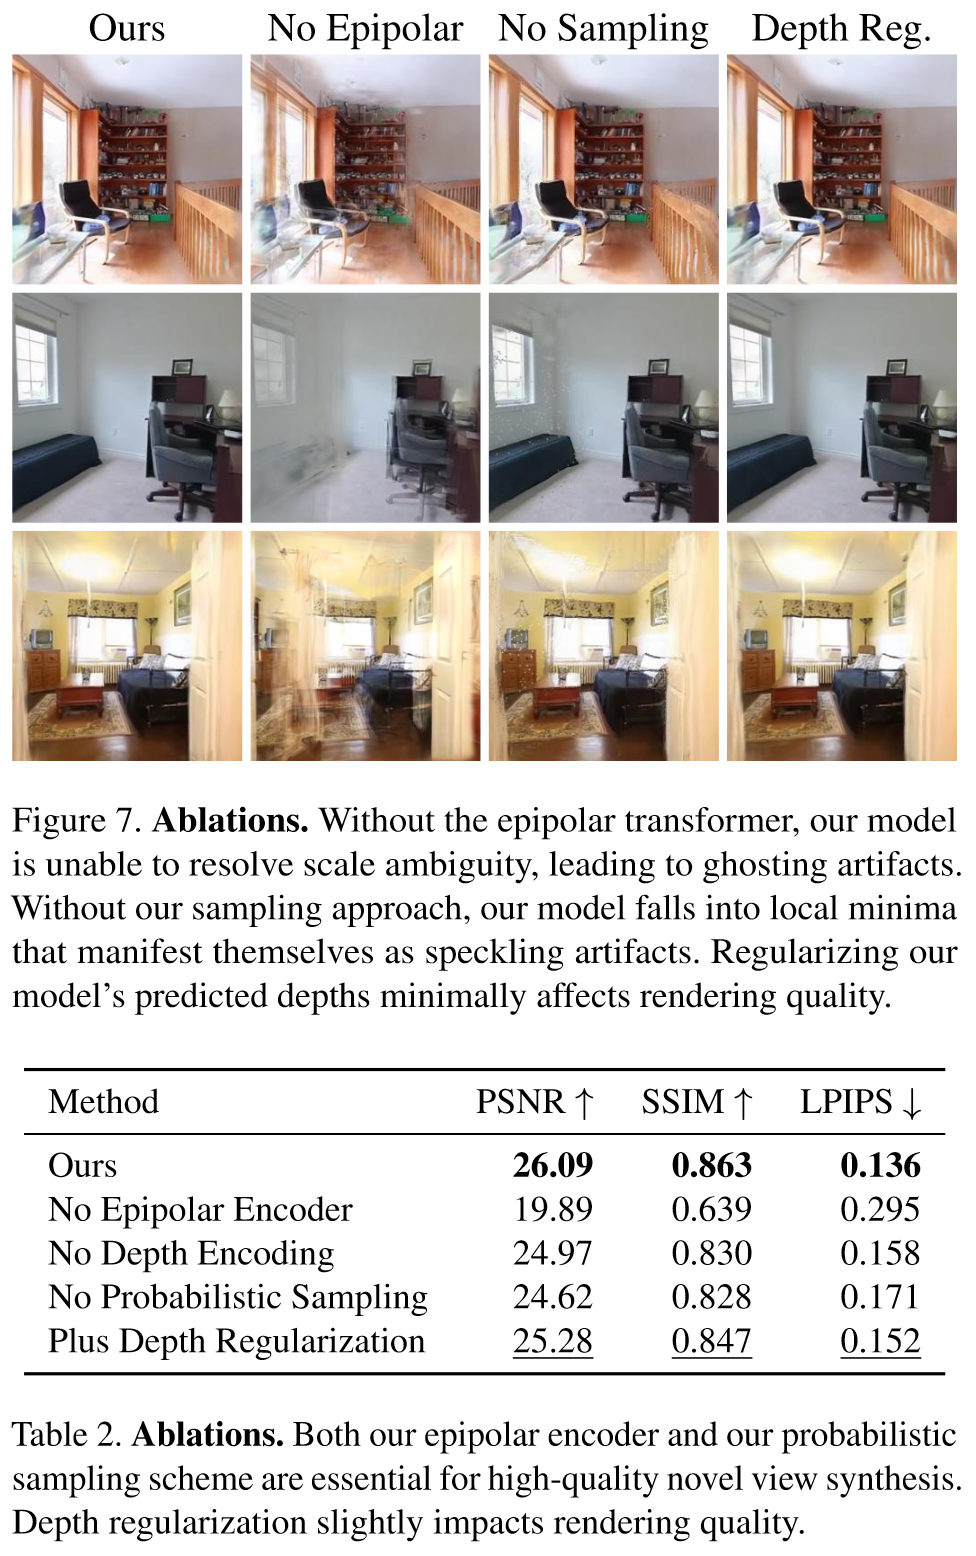 Ours No Epipolar No Sampling Depth Reg.
Figure 7. Ablations. Without the epipolar transformer, our model
is unable to resolve scale ambiguity, leading to ghosting artifacts.
Without our sampling approach, our model falls into local minima
that manifest themselves as speckling artifacts. Regularizing our
model's predicted depths minimally affects rendering quality.
Method PSNR ↑ SSIM ↑ LPIPS ↓
Ours 26.09 0.863 0.136
No Epipolar Encoder 19.89 0.639 0.295
No Depth Encoding 24.97 0.830 0.158
No Probabilistic Sampling 24.62 0.828 0.171
Plus Depth Regularization 25.28 0.847 0.152
Table 2. Ablations. Both our epipolar encoder and our probabilistic
sampling scheme are essential for high-quality novel view synthesis.
Depth regularization slightly impacts rendering quality.